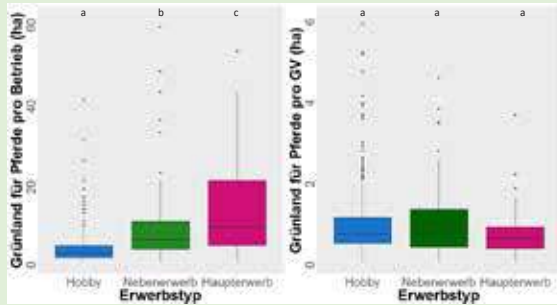 a b c
Grünland für Pferde pro Betrieb (ha)
60
40
20
0
Hobby Nebenerwerb Haupterwerb
Erwerbstyp
a a a
Grünland für Pferde pro GV (ha)
6
4
2
0
Hobby Nebenerwerb Haupterwerb
Erwerbstyp